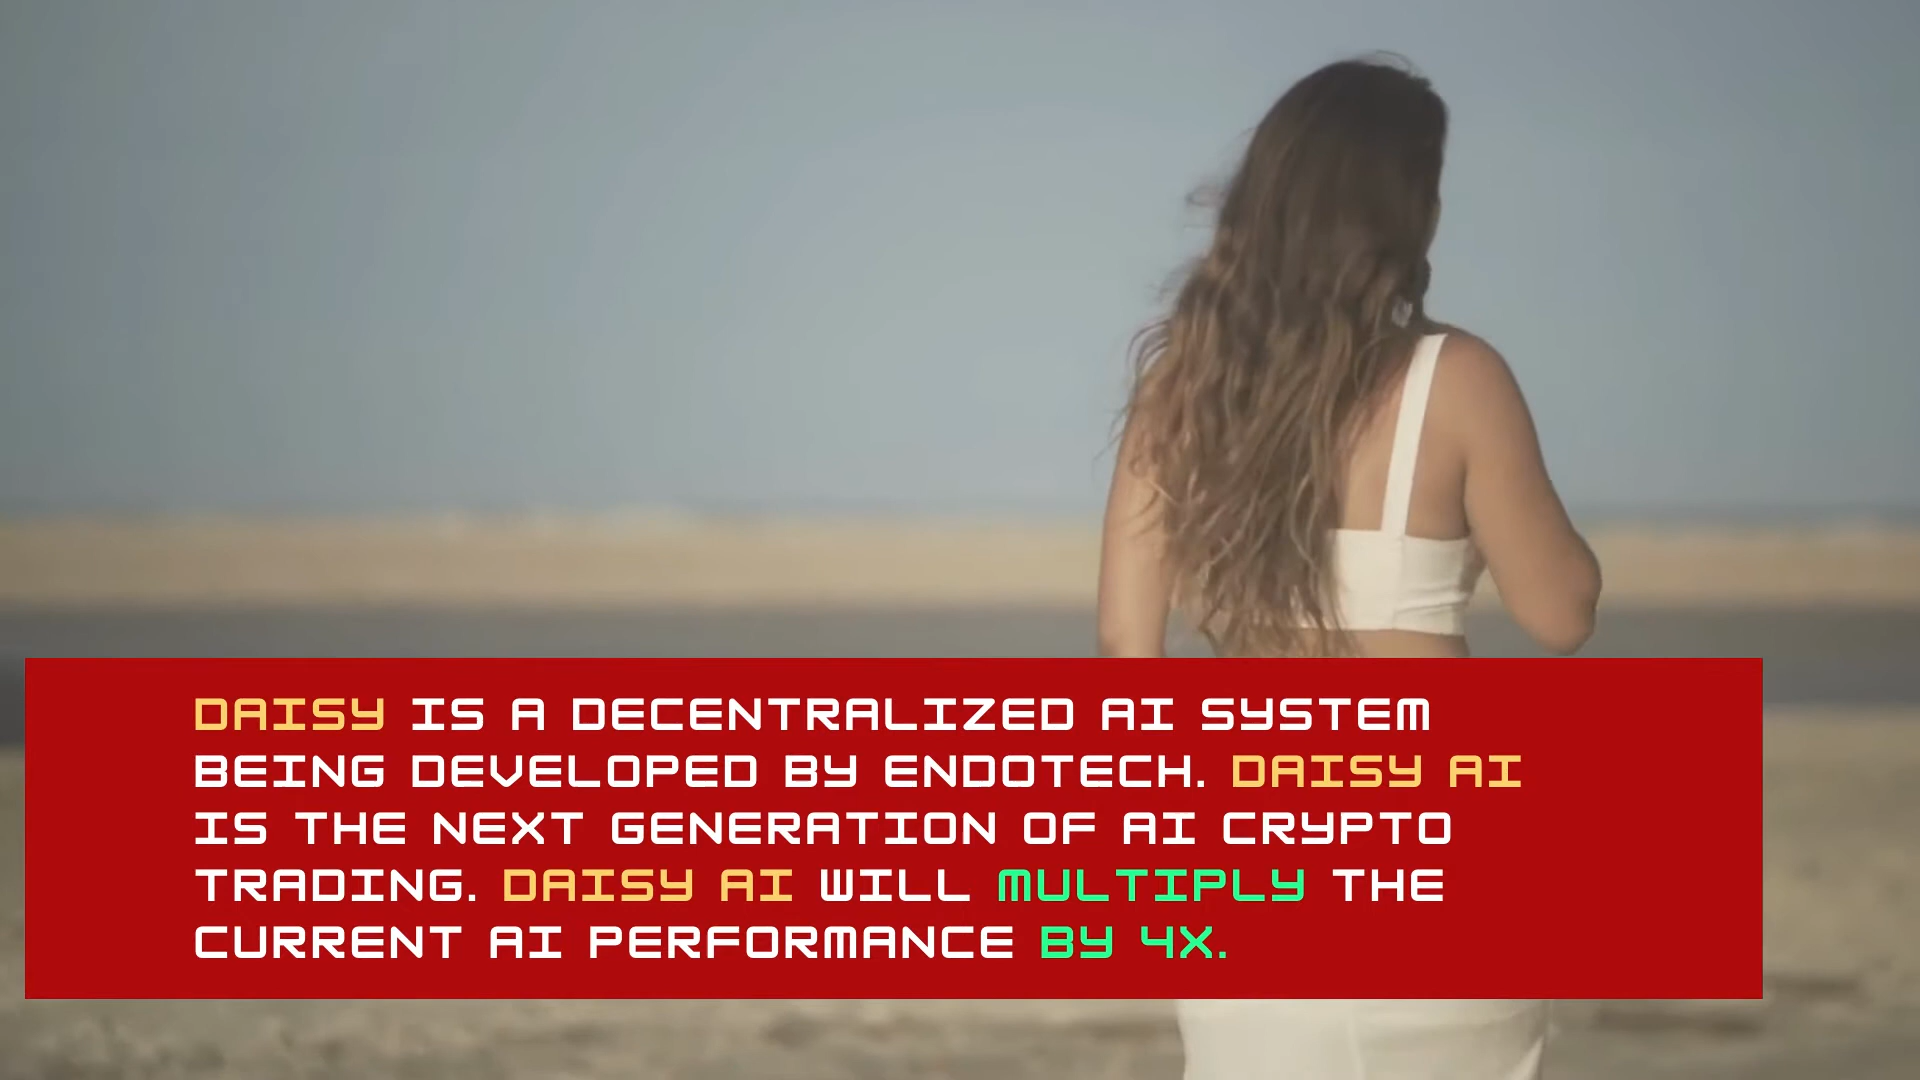 DAISY IS A DECENTRALIZED AI SYSTEM
BEING DEVELOPED BY ENDOTECH. DAISY AI
IS THE NEXT GENERATION OF AI CRYPTO
TRADING. DAISY AI WILL MULTIPLY THE
CURRENT AI PERFORMANCE BY 4X.